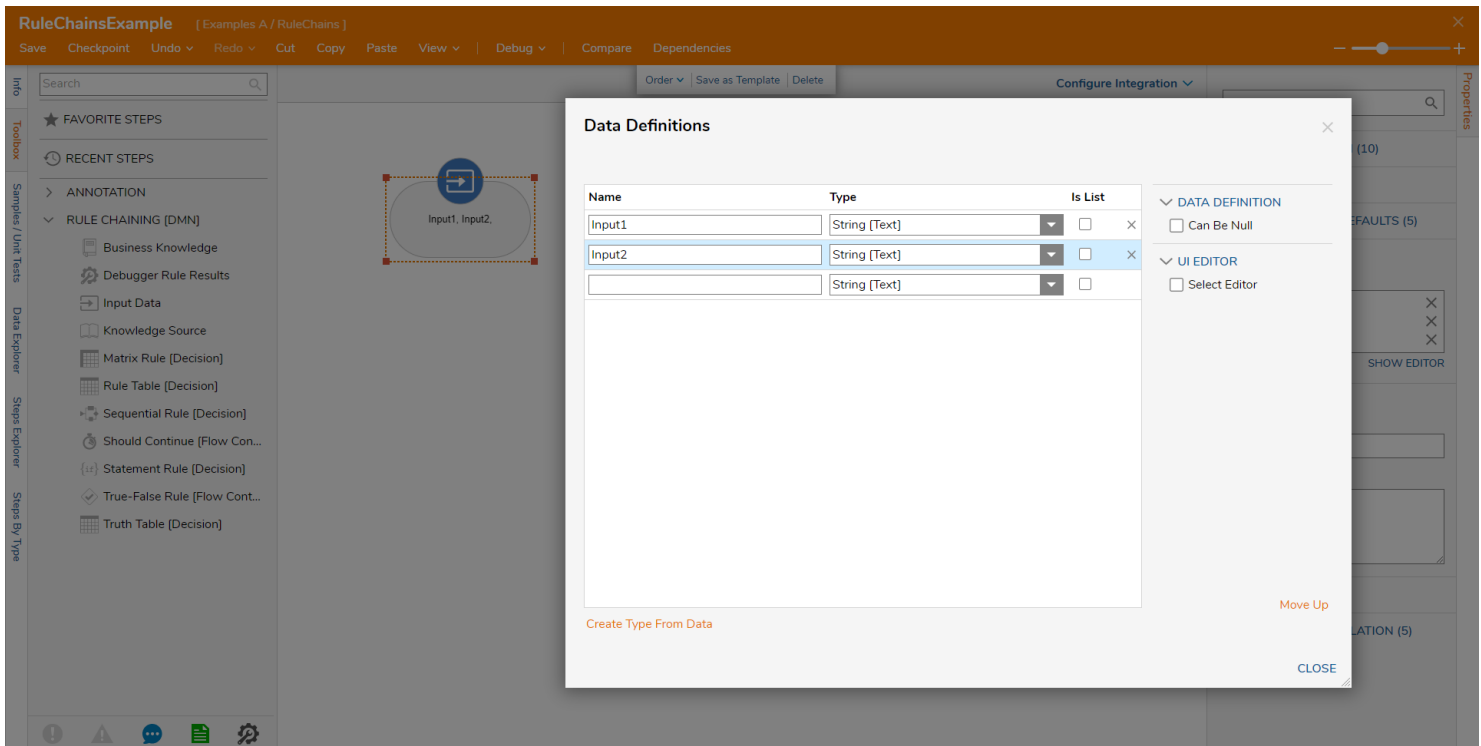 RuleChainsExample [ Examples A / RuleChains ]
Save Checkpoint Undo Redo Cut Copy Paste View | Debug | Compare Dependencies
Order Save as Template Delete
Configure Integration
Info
Toolbox
Samples / Unit Tests
Data Explorer
Steps Explorer
Steps By Type
Search
FAVORITE STEPS
RECENT STEPS
ANNOTATION
RULE CHAINING [DMN]
Business Knowledge
Debugger Rule Results
Input Data
Knowledge Source
Matrix Rule [Decision]
Rule Table [Decision]
Sequential Rule [Decision]
Should Continue [Flow Con...
Statement Rule [Decision]
True-False Rule [Flow Cont...
Truth Table [Decision]
Input1, Input2,
Data Definitions
Name Type Is List
Input1 String [Text]
Input2 String [Text]
String [Text]
DATA DEFINITION
Can Be Null
UI EDITOR
Select Editor
Move Up
Create Type From Data
CLOSE
Properties
(10)
EFAULTS (5)
SHOW EDITOR
LATION (5)